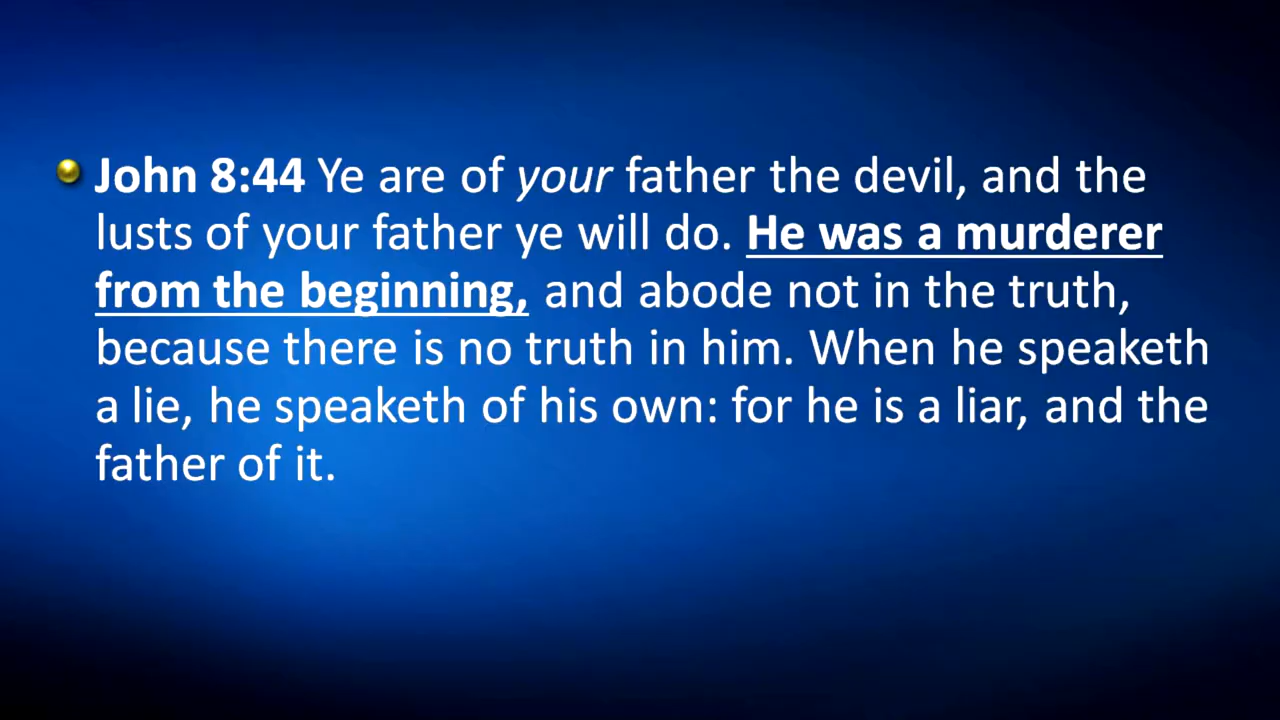 John 8:44 Ye are of your father the devil, and the
lusts of your father ye will do. He was a murderer
from the beginning, and abode not in the truth,
because there is no truth in him. When he speaketh
a lie, he speaketh of his own: for he is a liar, and the
father of it.